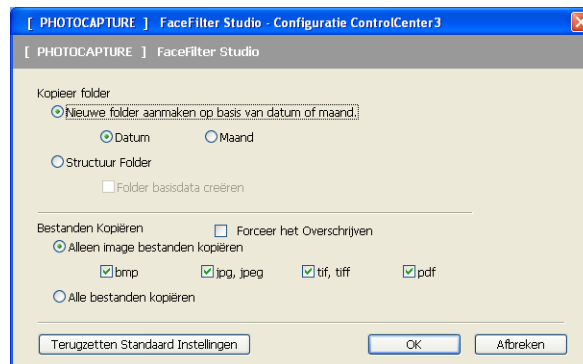 [ PHOTOCAPTURE ] FaceFilter Studio - Configuratie ControlCenter3
[ PHOTOCAPTURE ] FaceFilter Studio
Kopieer folder
Nieuwe folder aanmaken op basis van datum of maand.
Datum Maand
Structuur Folder
Folder basisdata creëren
Bestanden Kopiëren Forceer het Overschrijven
Alleen image bestanden kopiëren
bmp jpg, jpeg tif, tiff pdf
Alle bestanden kopiëren
Terugzetten Standaard Instellingen OK Afbreken